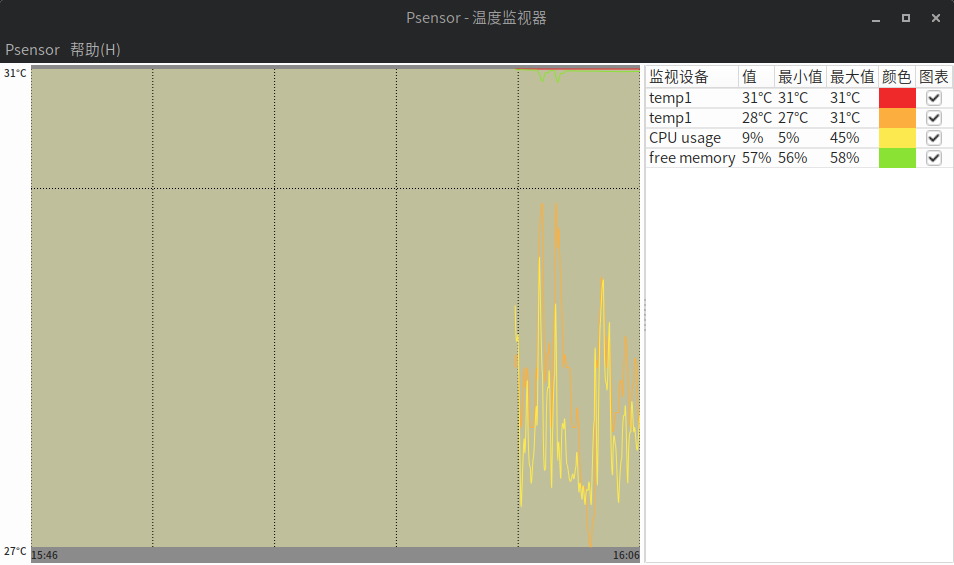 Psensor - 温度监视器
Psensor 帮助(H)
31°C
27°C
15:46 16:06
监视设备 值 最小值 最大值 颜色 图表
temp1 31°C 31°C 31°C
temp1 28°C 27°C 31°C
CPU usage 9% 5% 45%
free memory 57% 56% 58%